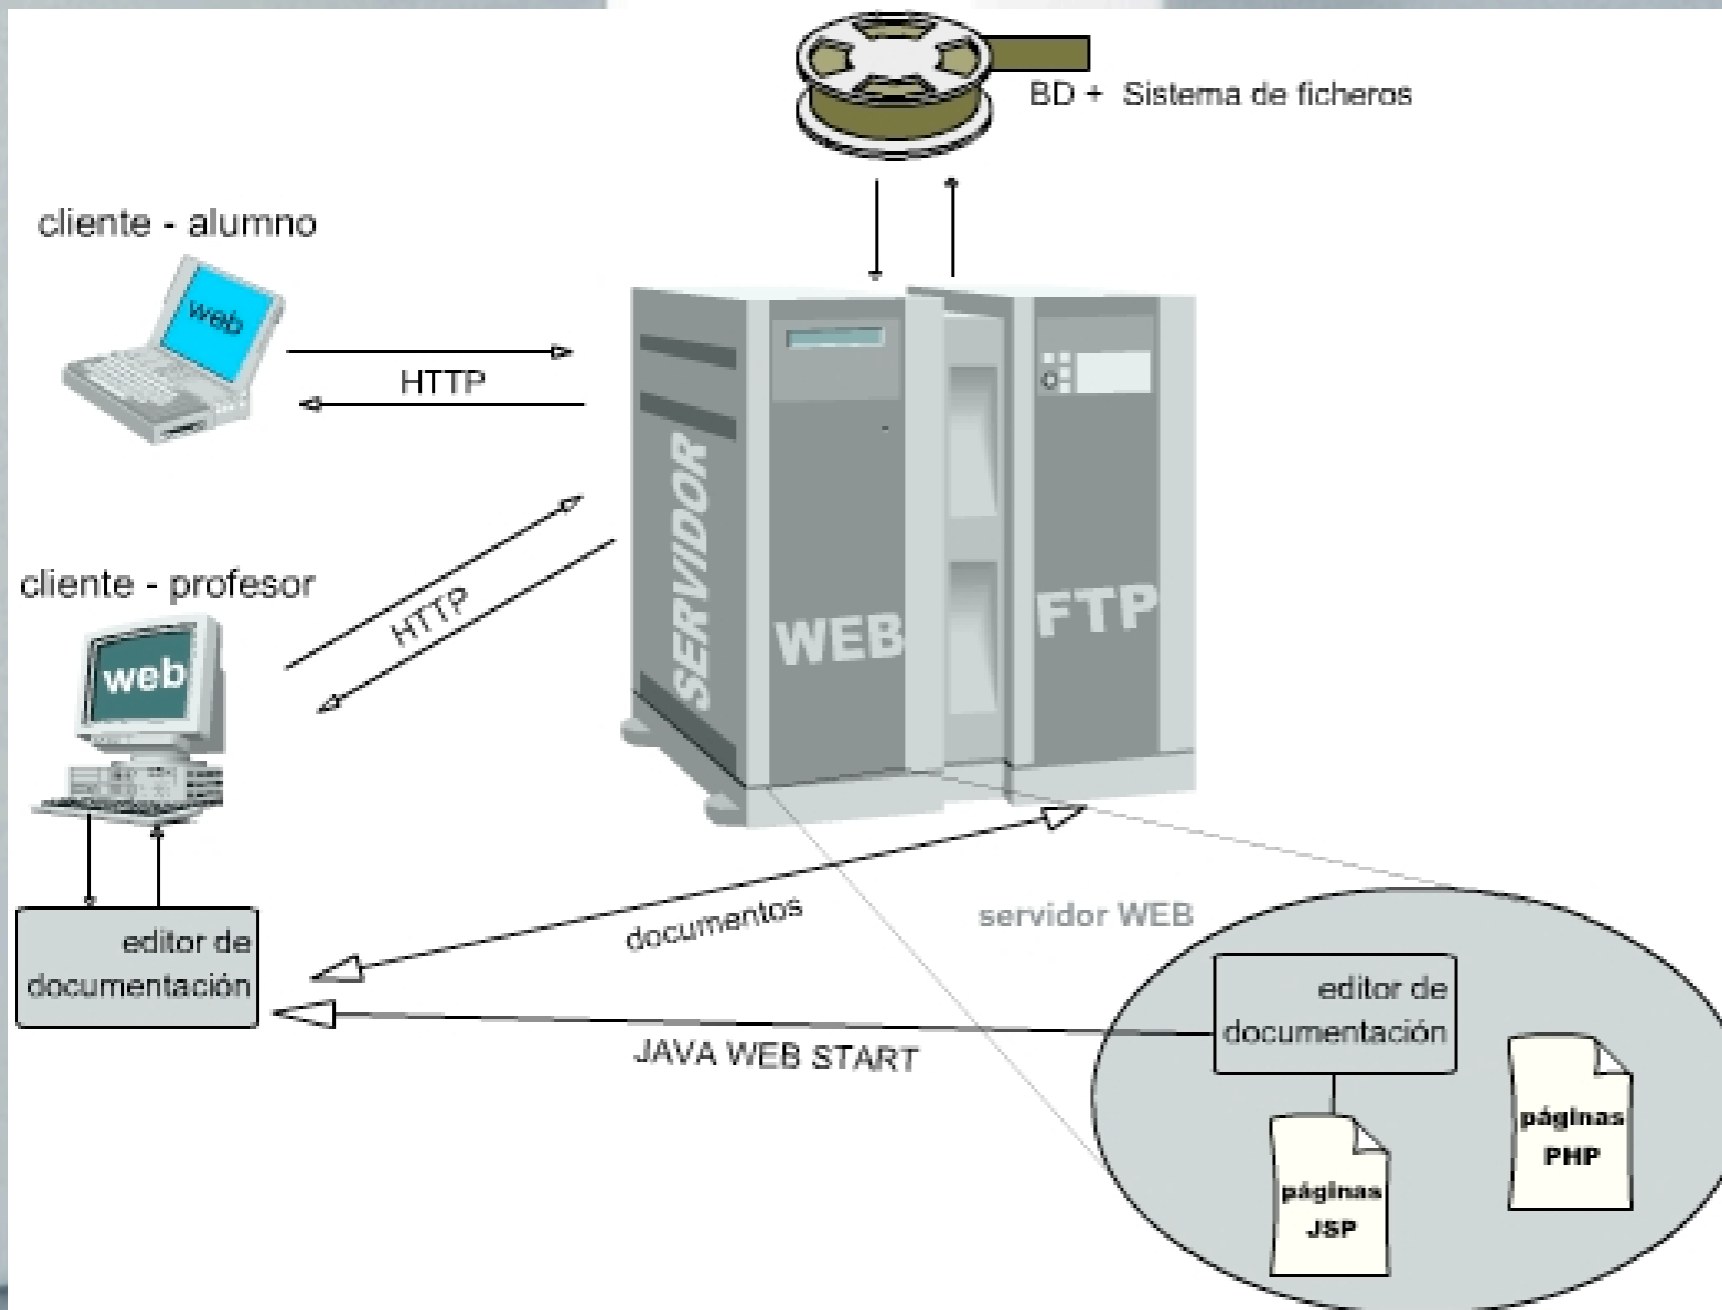 BD + Sistema de ficheros
cliente - alumno
web
HTTP
SERVIDOR
WEB
FTP
cliente - profesor
web
HTTP
documentos
servidor WEB
editor de
documentación
editor de
documentación
JAVA WEB START
páginas
PHP
páginas
JSP